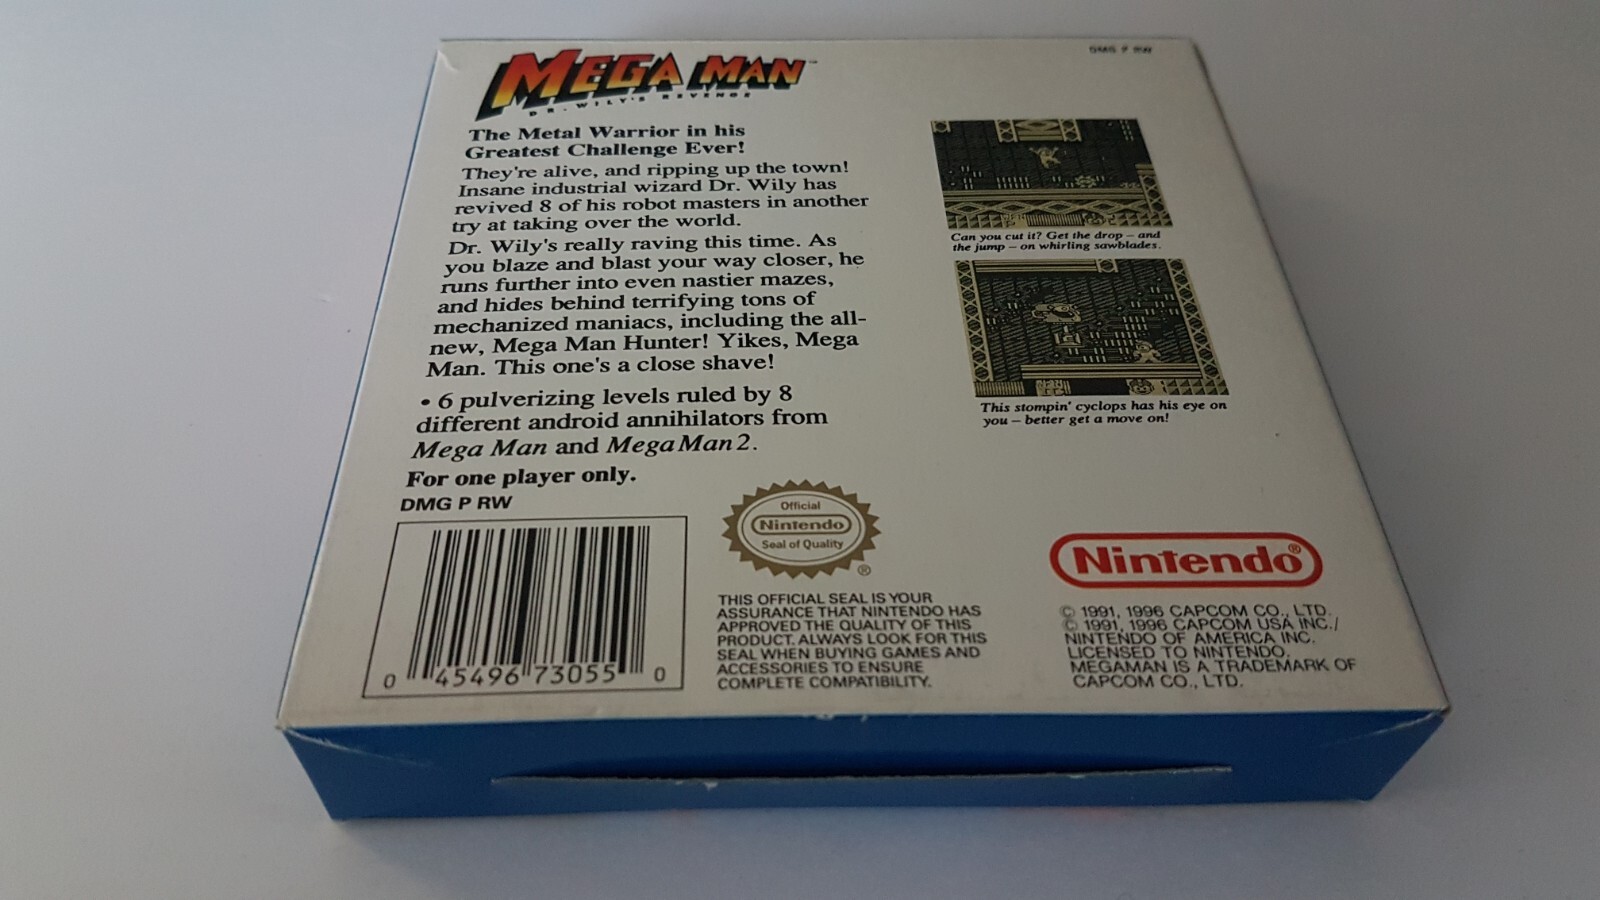 MEGA MAN™
DR. WILY'S REVENGE
DMG P RW
The Metal Warrior in his
Greatest Challenge Ever!
They're alive, and ripping up the town!
Insane industrial wizard Dr. Wily has
revived 8 of his robot masters in another
try at taking over the world.
Dr. Wily's really raving this time. As
you blaze and blast your way closer, he
runs further into even nastier mazes,
and hides behind terrifying tons of
mechanized maniacs, including the all-
new, Mega Man Hunter! Yikes, Mega
Man. This one's a close shave!
• 6 pulverizing levels ruled by 8
different android annihilators from
Mega Man and Mega Man 2.
For one player only.
DMG P RW
0 45496 73055 0
Can you cut it? Get the drop – and
the jump – on whirling sawblades.
This stompin' cyclops has his eye on
you – better get a move on!
Official
Nintendo
Seal of Quality
®
THIS OFFICIAL SEAL IS YOUR
ASSURANCE THAT NINTENDO HAS
APPROVED THE QUALITY OF THIS
PRODUCT. ALWAYS LOOK FOR THIS
SEAL WHEN BUYING GAMES AND
ACCESSORIES TO ENSURE
COMPLETE COMPATIBILITY.
Nintendo®
© 1991, 1996 CAPCOM CO., LTD.
© 1991, 1996 CAPCOM USA INC./
NINTENDO OF AMERICA INC.
LICENSED TO NINTENDO.
MEGAMAN IS A TRADEMARK OF
CAPCOM CO., LTD.